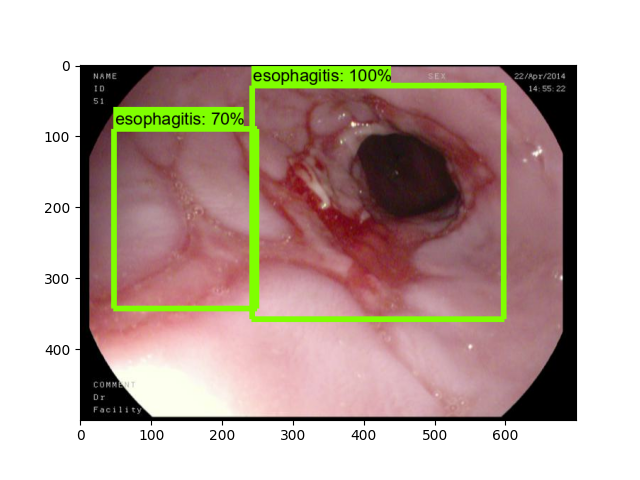 0
100
200
300
400
0 100 200 300 400 500 600
NAME
ID
51
SEX
22/Apr/2014
14:55:22
esophagitis: 100%
esophagitis: 70%
COMMENT
Dr
Facility